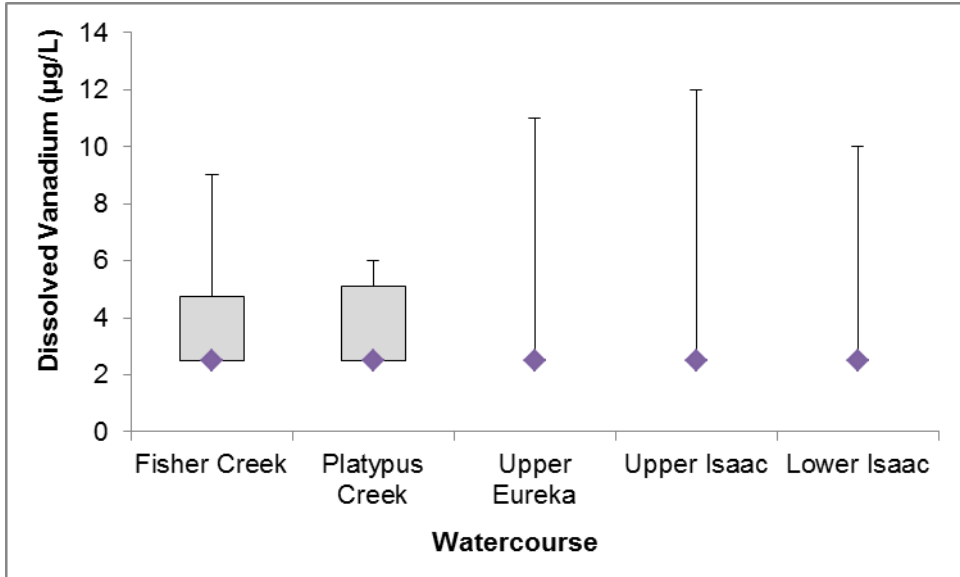 Dissolved Vanadium (µg/L)
14
12
10
8
6
4
2
0
Fisher Creek
Platypus
Creek
Upper
Eureka
Upper Isaac
Lower Isaac
Watercourse